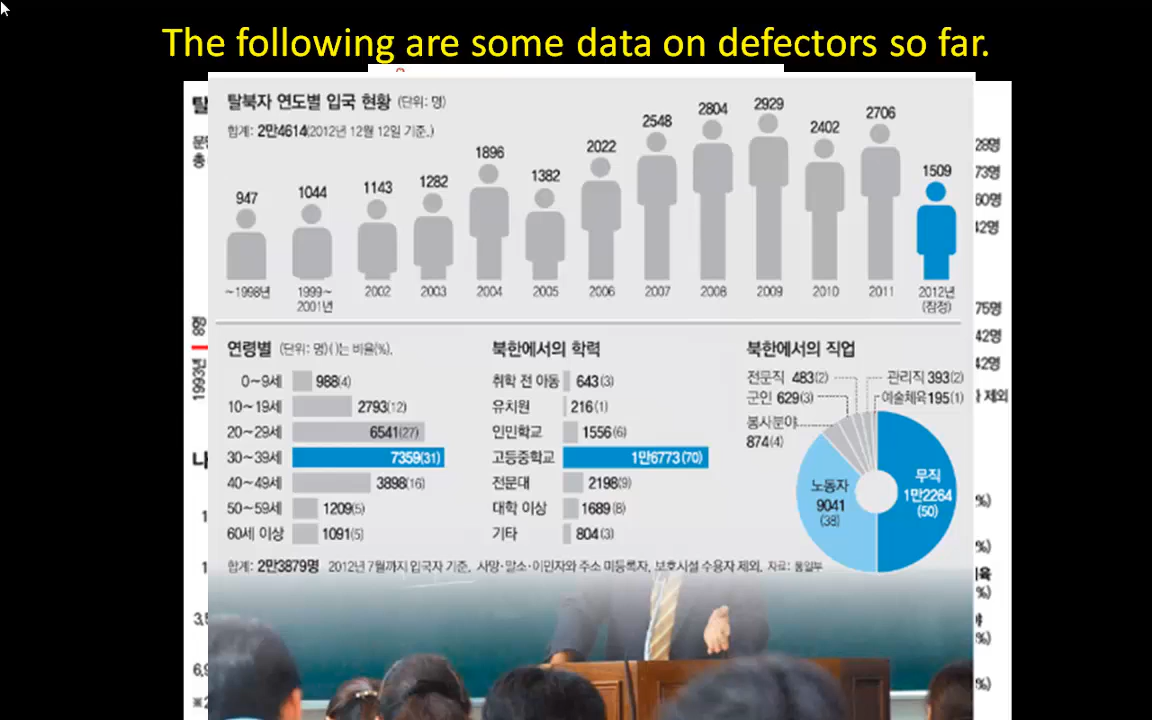 The following are some data on defectors so far.
탈북자 연도별 입국 현황 (단위: 명)
합계: 2만4614(2012년 12월 12일 기준.)
947 1044 1143 1282 1896 1382 2022 2548 2804 2929 2402 2706 1509
~1998년 1999~2001년 2002 2003 2004 2005 2006 2007 2008 2009 2010 2011 2012년(잠정)
연령별 (단위: 명)( )는 비율(%).
0~9세 988(4)
10~19세 2793(12)
20~29세 6541(27)
30~39세 7359(31)
40~49세 3898(16)
50~59세 1209(5)
60세 이상 1091(5)
북한에서의 학력
취학 전 아동 643(3)
유치원 216(1)
인민학교 1556(6)
고등중학교 1만6773(70)
전문대 2198(9)
대학 이상 1689(8)
기타 804(3)
북한에서의 직업
전문직 483(2)
관리직 393(2)
군인 629(3)
예술체육 195(1)
봉사분야 874(4)
노동자 9041(38)
무직 1만2264(50)
합계: 2만3879명 2012년 7월까지 입국자 기준, 사망·말소·이민자와 주소 미등록자, 보호시설 수용자 제외, 자료: 통일부
1993년
제외